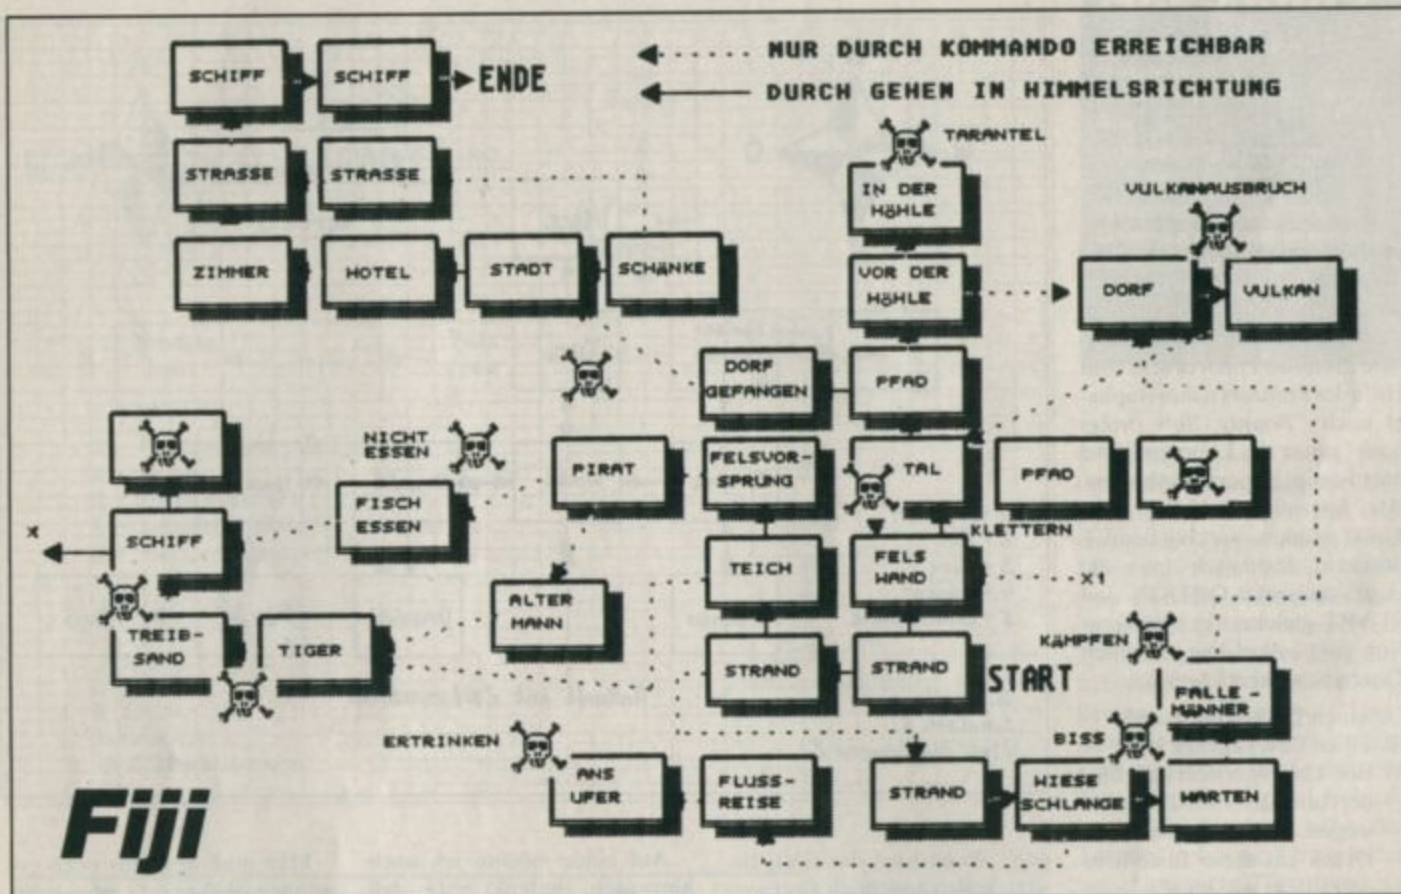 SCHIFF
SCHIFF
ENDE
NUR DURCH KOMMANDO ERREICHBAR
DURCH GEHEN IN HIMMELSRICHTUNG
TARANTEL
STRASSE
STRASSE
IN DER
HÖHLE
VULKANAUSBRUCH
ZIMMER
HOTEL
STADT
SCHÄNKE
VOR DER
HÖHLE
DORF
VULKAN
DORF
GEFANGEN
PFAD
NICHT
ESSEN
PIRAT
FELSVOR-
SPRUNG
TAL
PFAD
FISCH
ESSEN
X
SCHIFF
KLETTERN
TEICH
FELS
WAND
X1
ALTER
MANN
TREIB-
SAND
TIGER
KÄMPFEN
STRAND
STRAND
START
FALLE-
MÄNNER
ERTRINKEN
BISS
ANS
UFER
FLUSS-
REISE
STRAND
WIESE
SCHLANGE
WARTEN
Fiji